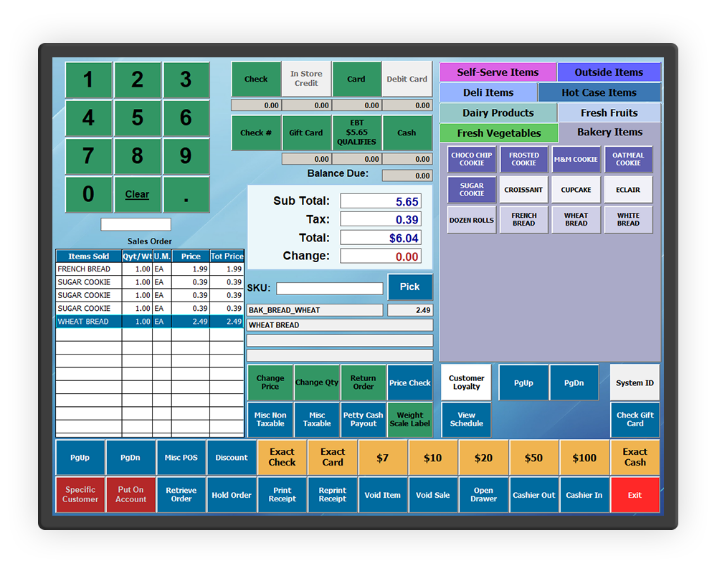 1 2 3
4 5 6
7 8 9
0 Clear .
Check
In Store
Credit
Card
Debit Card
0.00 0.00 0.00 0.00
Check #
Gift Card
EBT
$5.65
QUALIFIES
Cash
0.00 0.00 0.00
Balance Due: 0.00
Sub Total: 5.65
Tax: 0.39
Total: $6.04
Change: 0.00
Sales Order
Items Sold Qyt/Wt U.M. Price Tot Price
FRENCH BREAD 1.00 EA 1.99 1.99
SUGAR COOKIE 1.00 EA 0.39 0.39
SUGAR COOKIE 1.00 EA 0.39 0.39
SUGAR COOKIE 1.00 EA 0.39 0.39
WHEAT BREAD 1.00 EA 2.49 2.49
SKU: Pick
BAK_BREAD_WHEAT 2.49
WHEAT BREAD
Change
Price
Change Qty
Return
Order
Price Check
Misc Non
Taxable
Misc
Taxable
Petty Cash
Payout
Weight
Scale Label
Self-Serve Items Outside Items
Deli Items Hot Case Items
Dairy Products Fresh Fruits
Fresh Vegetables Bakery Items
CHOCO CHIP
COOKIE
FROSTED
COOKIE
M&M COOKIE
OATMEAL
COOKIE
SUGAR
COOKIE
CROISSANT
CUPCAKE
ECLAIR
DOZEN ROLLS
FRENCH
BREAD
WHEAT
BREAD
WHITE
BREAD
Customer
Loyalty
PgUp
PgDn
System ID
View
Schedule
Check Gift
Card
PgUp
PgDn
Misc POS
Discount
Exact
Check
Exact
Card
$7
$10
$20
$50
$100
Exact
Cash
Specific
Customer
Put On
Account
Retrieve
Order
Hold Order
Print
Receipt
Reprint
Receipt
Void Item
Void Sale
Open
Drawer
Cashier Out
Cashier In
Exit